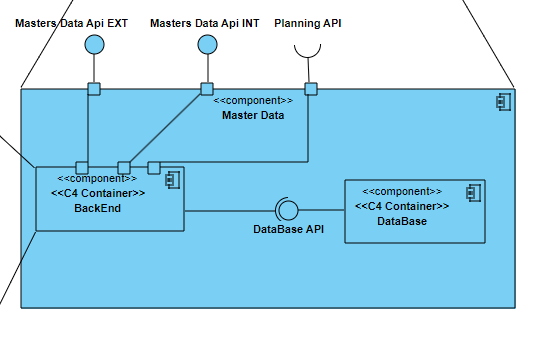 Masters Data Api EXT
Masters Data Api INT
Planning API
<<component>>
Master Data
<<component>>
<<C4 Container>>
BackEnd
DataBase API
<<component>>
<<C4 Container>>
DataBase